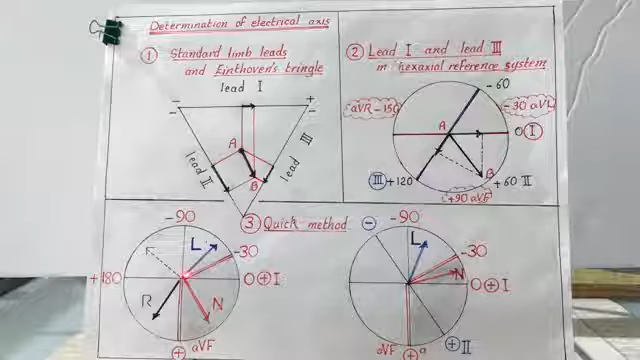 Determination of electrical axis
① Standard limb leads
and Einthoven's tringle
lead I
− +
− −
A
B
lead II
lead III
② Lead I and lead III
in hexaxial reference system
−60
aVR −150
−30 aVL
A
0 I
B
III +120
+60 II
+90 aVF
③ Quick method
−90
L
−30
+180
0 ⊕ I
R
N
⊕ aVF
⊖
−90
L
−30
N
0 ⊕ I
⊕ II
aVF ⊕